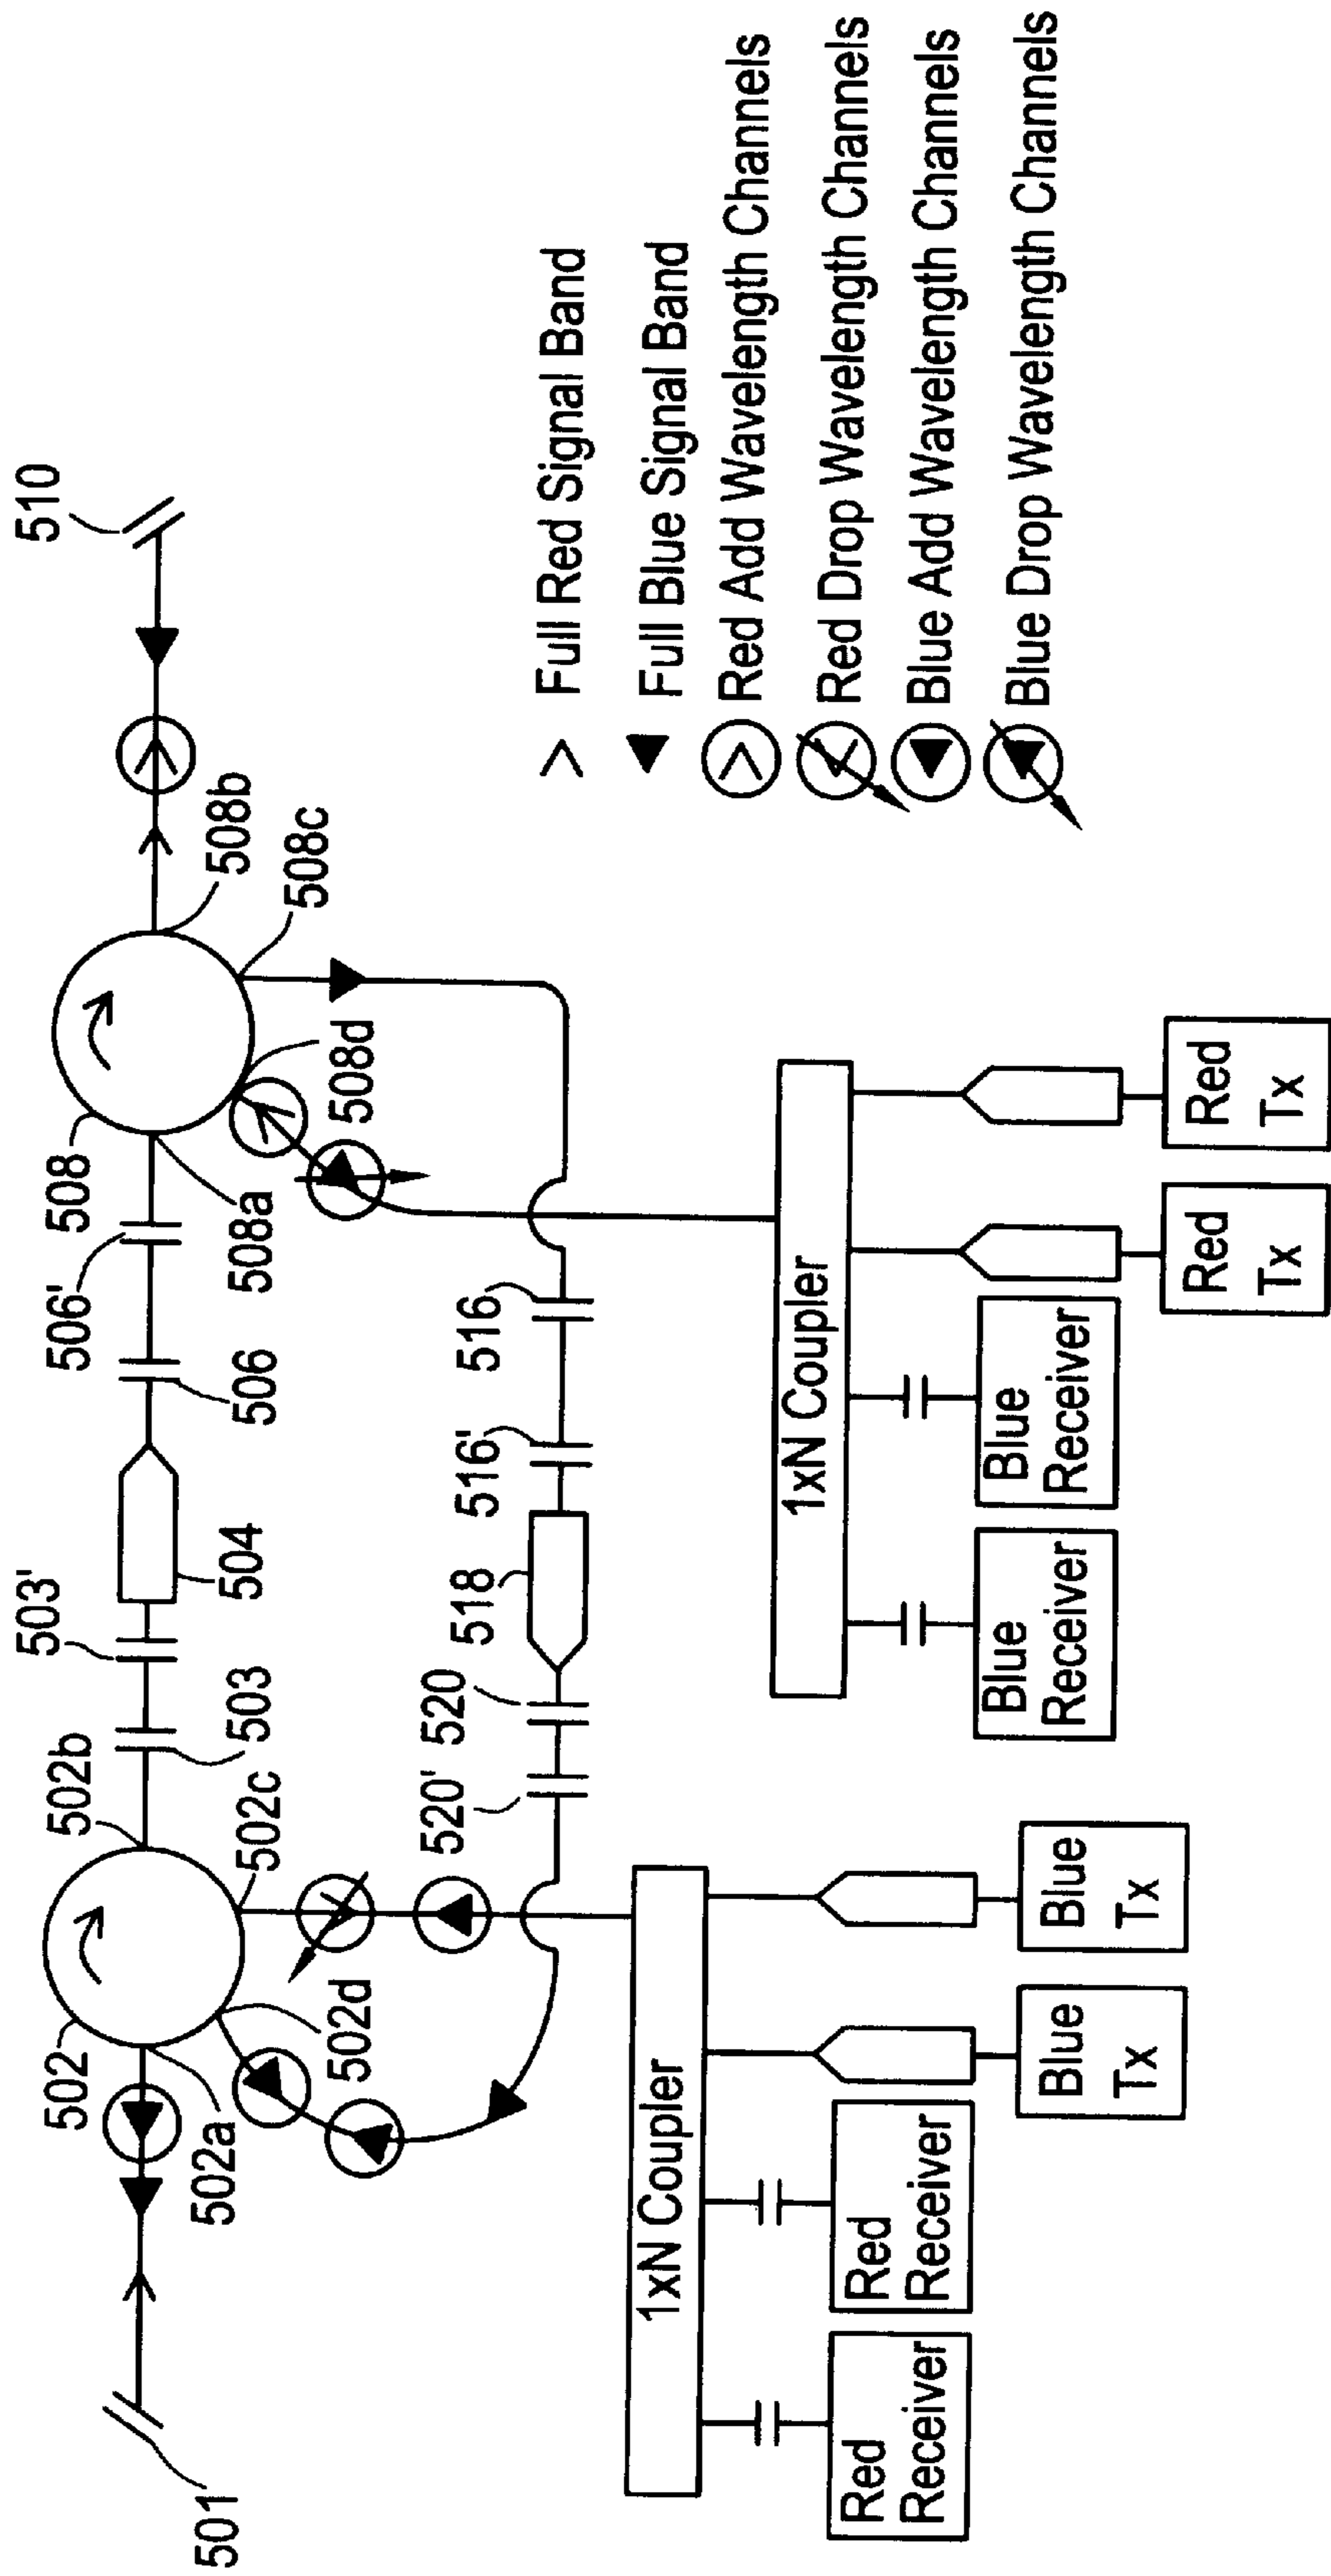 510
501
502
502a
502b
502c
502d
503
503'
504
506
506'
508
508a
508b
508c
508d
516
516'
518
520
520'
> Full Red Signal Band
Full Blue Signal Band
Red Add Wavelength Channels
Red Drop Wavelength Channels
Blue Add Wavelength Channels
Blue Drop Wavelength Channels
1xN Coupler
Red
Receiver
Red
Receiver
Blue
Tx
Blue
Tx
1xN Coupler
Blue
Receiver
Blue
Receiver
Red
Tx
Red
Tx